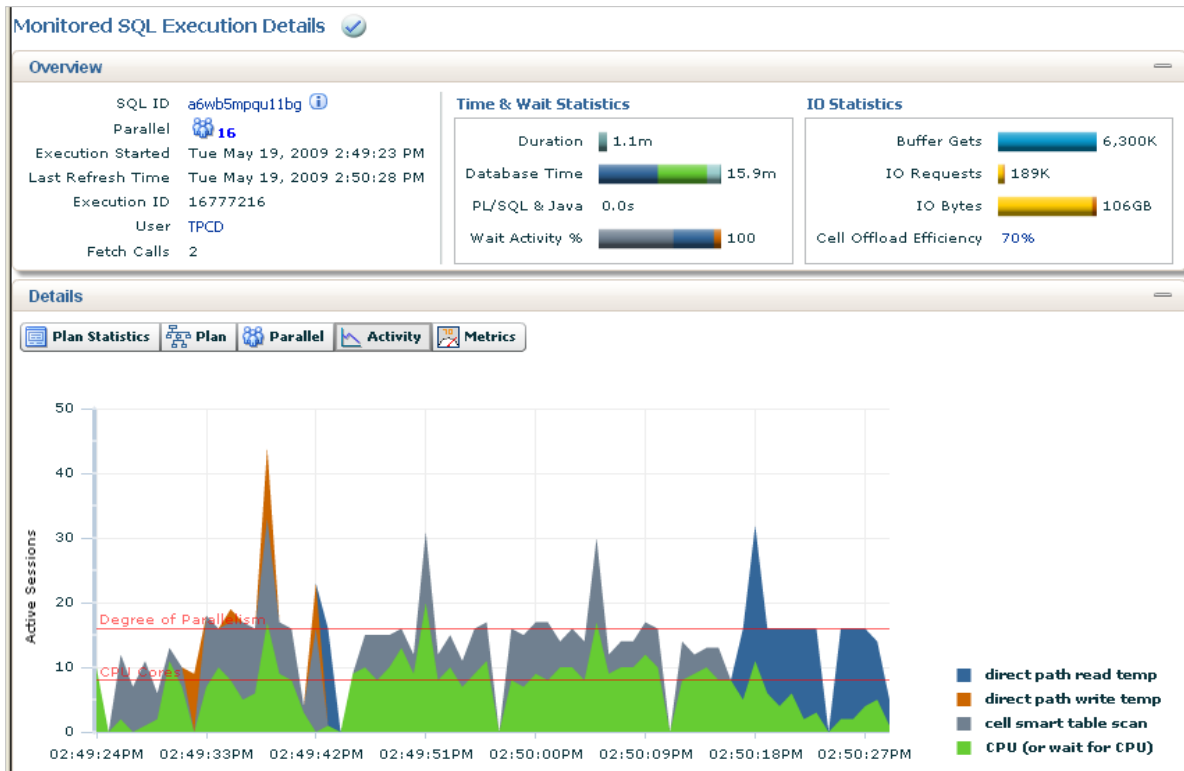 Monitored SQL Execution Details
Overview
SQL ID a6wb5mpqu11bg
Parallel 16
Execution Started Tue May 19, 2009 2:49:23 PM
Last Refresh Time Tue May 19, 2009 2:50:28 PM
Execution ID 16777216
User TPCD
Fetch Calls 2
Time & Wait Statistics
Duration 1.1m
Database Time 15.9m
PL/SQL & Java 0.0s
Wait Activity % 100
IO Statistics
Buffer Gets 6,300K
IO Requests 189K
IO Bytes 106GB
Cell Offload Efficiency 70%
Details
Plan Statistics Plan Parallel Activity Metrics
Active Sessions
50
40
30
20
10
0
Degree of Parallelism
CPU Cores
02:49:24PM 02:49:33PM 02:49:42PM 02:49:51PM 02:50:00PM 02:50:09PM 02:50:18PM 02:50:27PM
direct path read temp
direct path write temp
cell smart table scan
CPU (or wait for CPU)